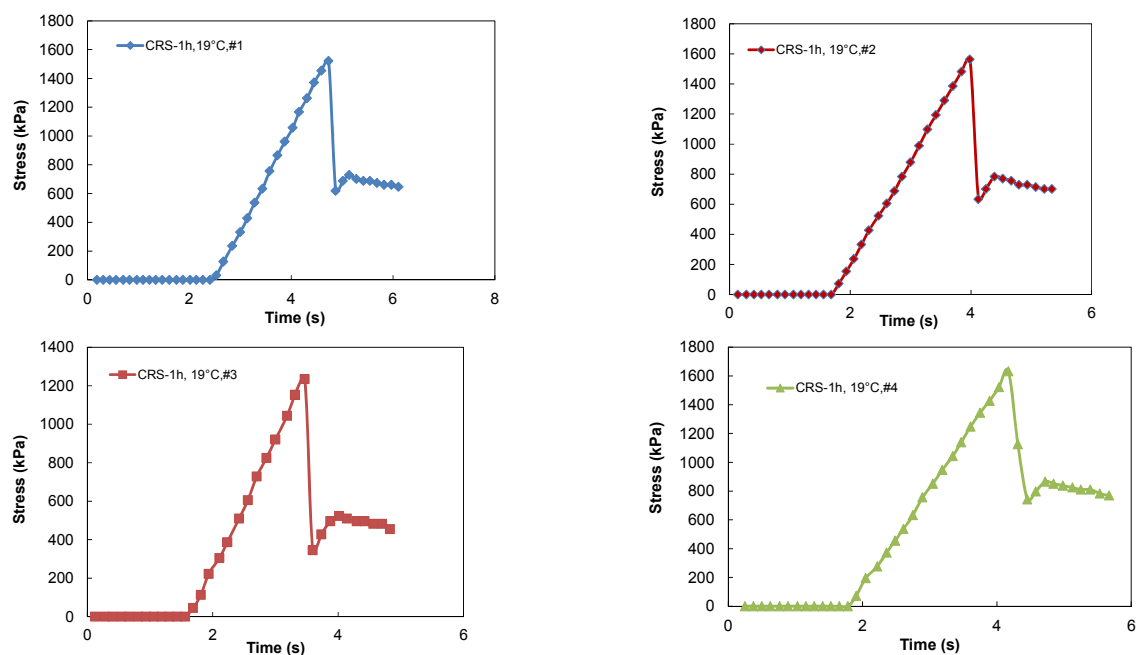 CRS-1h,19°C,#1
Stress (kPa)
1800
1600
1400
1200
1000
800
600
400
200
0
0 2 4 6 8
Time (s)
CRS-1h, 19°C,#2
Stress (kPa)
1800
1600
1400
1200
1000
800
600
400
200
0
0 2 4 6
Time (s)
CRS-1h, 19°C,#3
Stress (kPa)
1400
1200
1000
800
600
400
200
0
0 2 4 6
Time (s)
CRS-1h, 19°C,#4
Stress (kPa)
1800
1600
1400
1200
1000
800
600
400
200
0
0 2 4 6
Time (s)